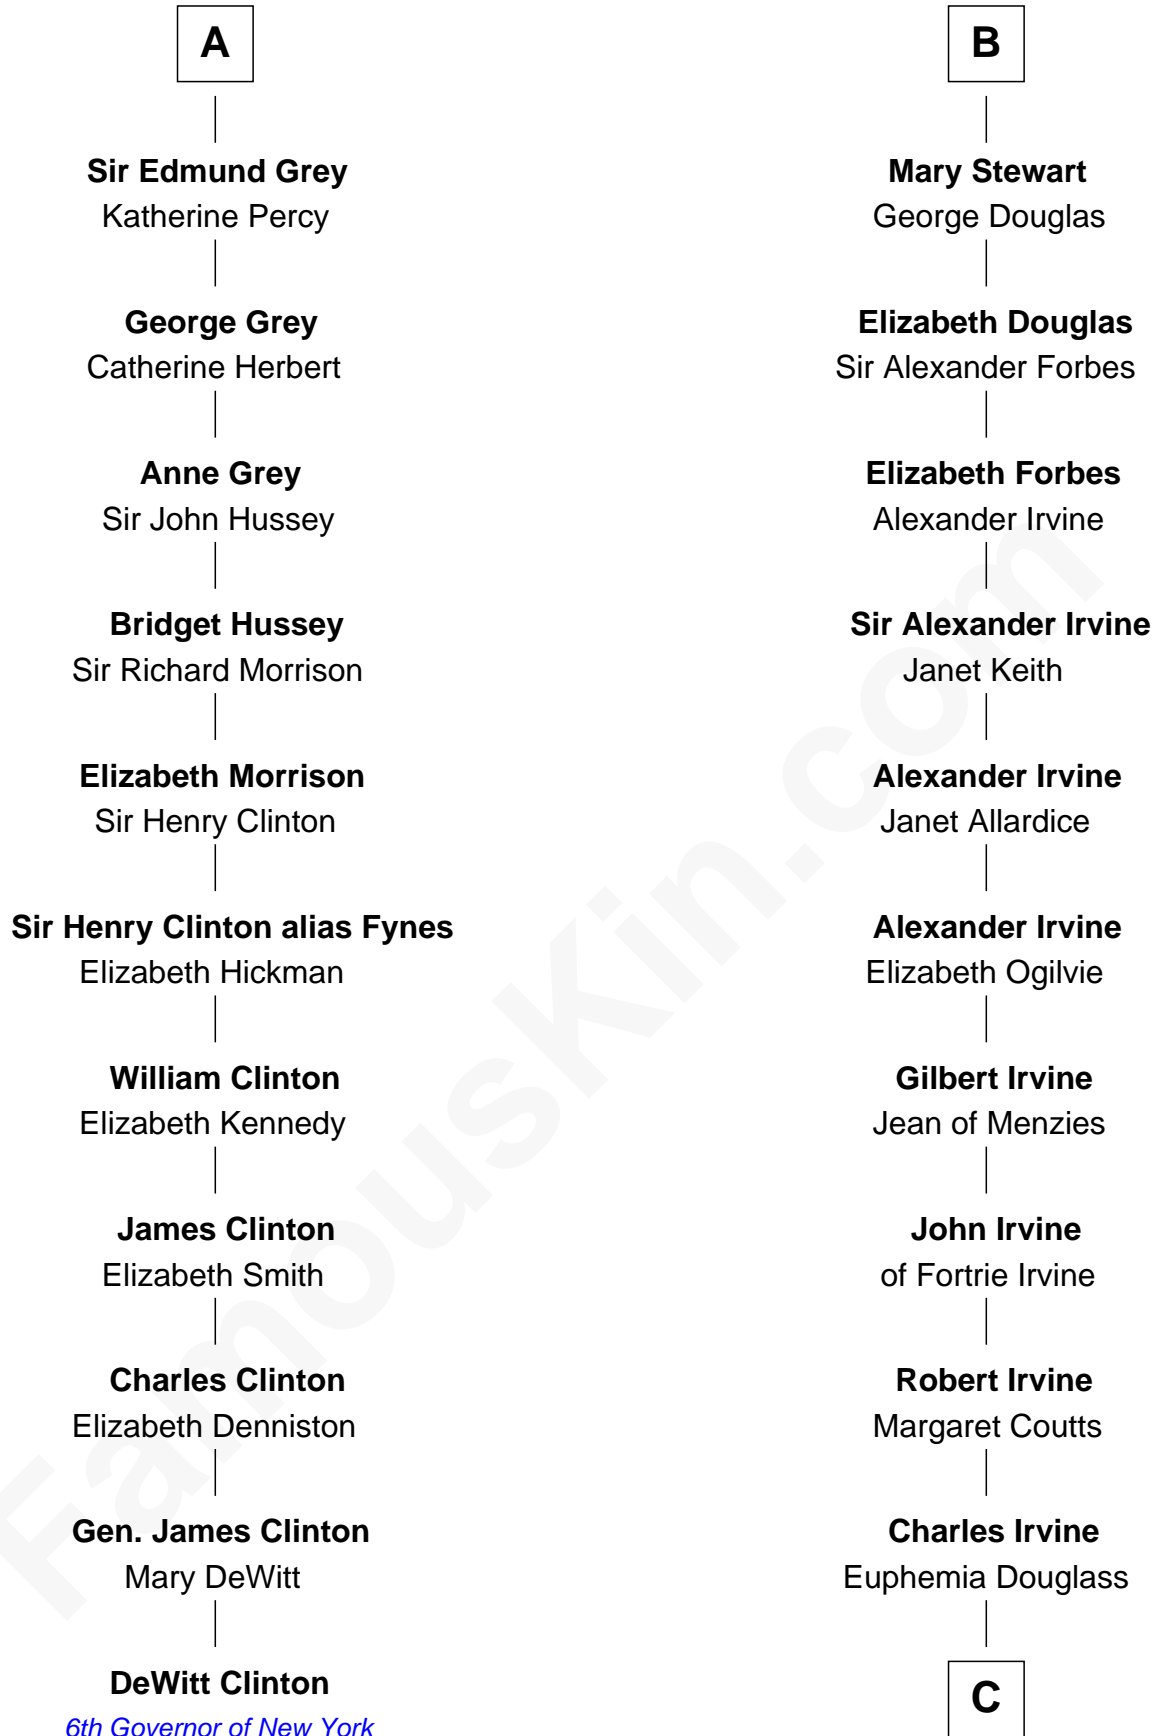 A
Sir Edmund Grey
Katherine Percy
George Grey
Catherine Herbert
Anne Grey
Sir John Hussey
Bridget Hussey
Sir Richard Morrison
Elizabeth Morrison
Sir Henry Clinton
Sir Henry Clinton alias Fynes
Elizabeth Hickman
William Clinton
Elizabeth Kennedy
James Clinton
Elizabeth Smith
Charles Clinton
Elizabeth Denniston
Gen. James Clinton
Mary DeWitt
DeWitt Clinton
6th Governor of New York
B
Mary Stewart
George Douglas
Elizabeth Douglas
Sir Alexander Forbes
Elizabeth Forbes
Alexander Irvine
Sir Alexander Irvine
Janet Keith
Alexander Irvine
Janet Allardice
Alexander Irvine
Elizabeth Ogilvie
Gilbert Irvine
Jean of Menzies
John Irvine
of Fortrie Irvine
Robert Irvine
Margaret Coutts
Charles Irvine
Euphemia Douglass
C
FamousKin.com